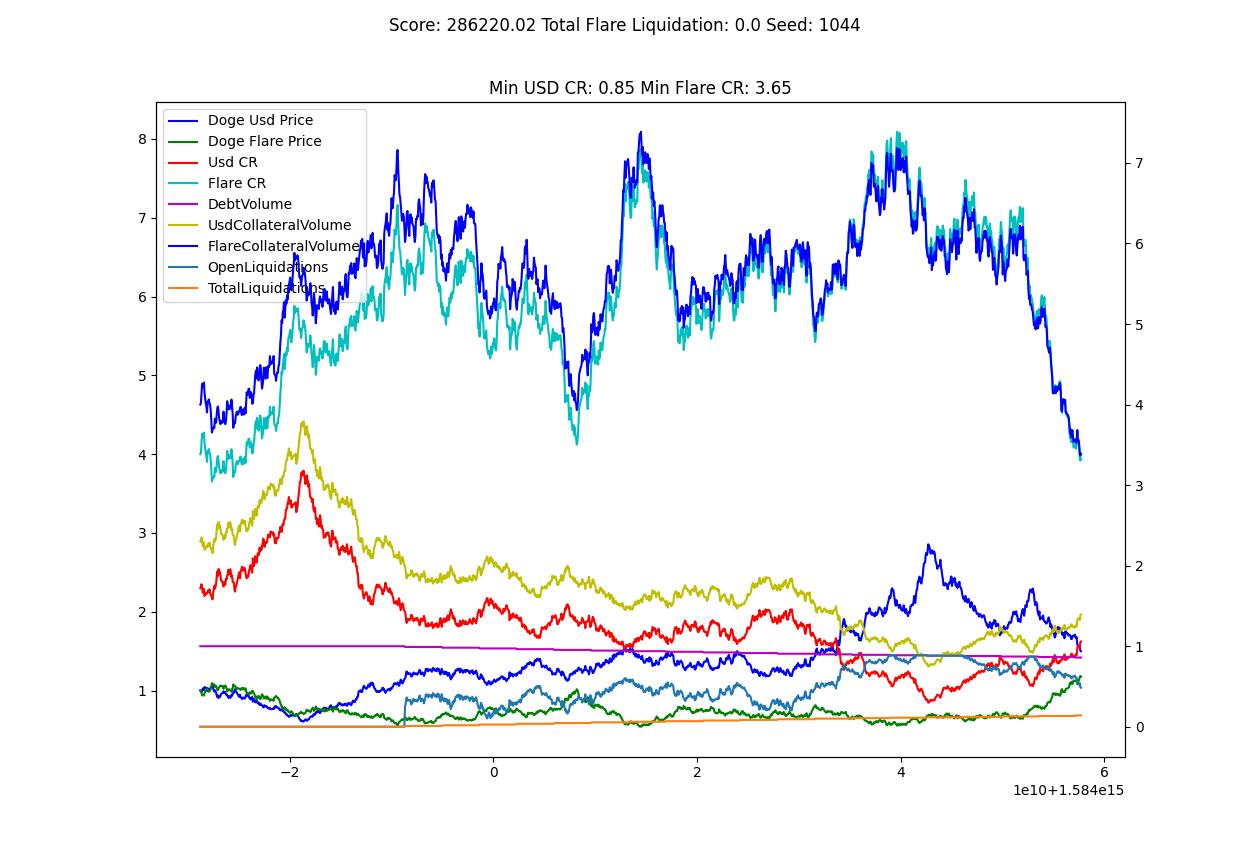 Score: 286220.02 Total Flare Liquidation: 0.0 Seed: 1044
Min USD CR: 0.85 Min Flare CR: 3.65
Doge Usd Price
Doge Flare Price
Usd CR
Flare CR
DebtVolume
UsdCollateralVolume
FlareCollateralVolume
OpenLiquidations
TotalLiquidations
8
7
6
5
4
3
2
1
7
6
5
4
3
2
1
0
−2
0
2
4
6
1e10+1.584e15